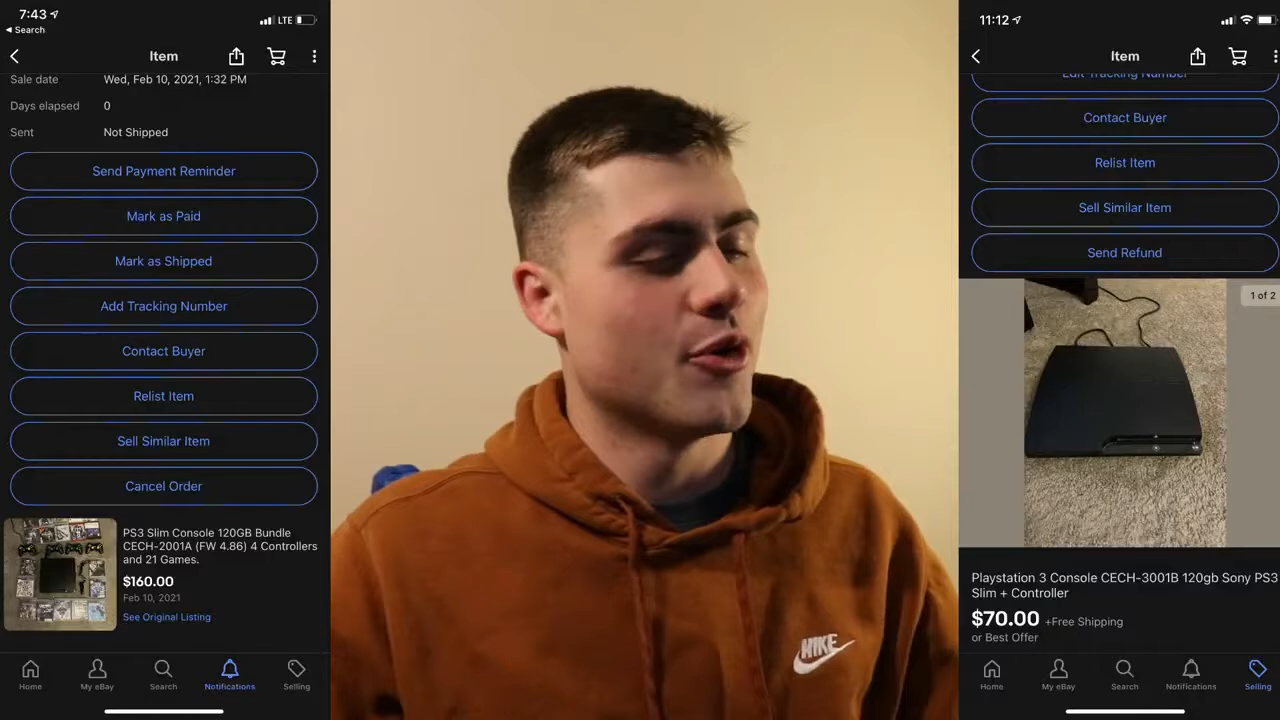 7:43
Search
LTE
Item
Sale date Wed, Feb 10, 2021, 1:32 PM
Days elapsed 0
Sent Not Shipped
Send Payment Reminder
Mark as Paid
Mark as Shipped
Add Tracking Number
Contact Buyer
Relist Item
Sell Similar Item
Cancel Order
PS3 Slim Console 120GB Bundle
CECH-2001A (FW 4.86) 4 Controllers
and 21 Games.
$160.00
Feb 10, 2021
See Original Listing
Home My eBay Search Notifications Selling
NIKE
11:12
Item
Edit Tracking Number
Contact Buyer
Relist Item
Sell Similar Item
Send Refund
1 of 2
Playstation 3 Console CECH-3001B 120gb Sony PS3
Slim + Controller
$70.00 +Free Shipping
or Best Offer
Home My eBay Search Notifications Selling